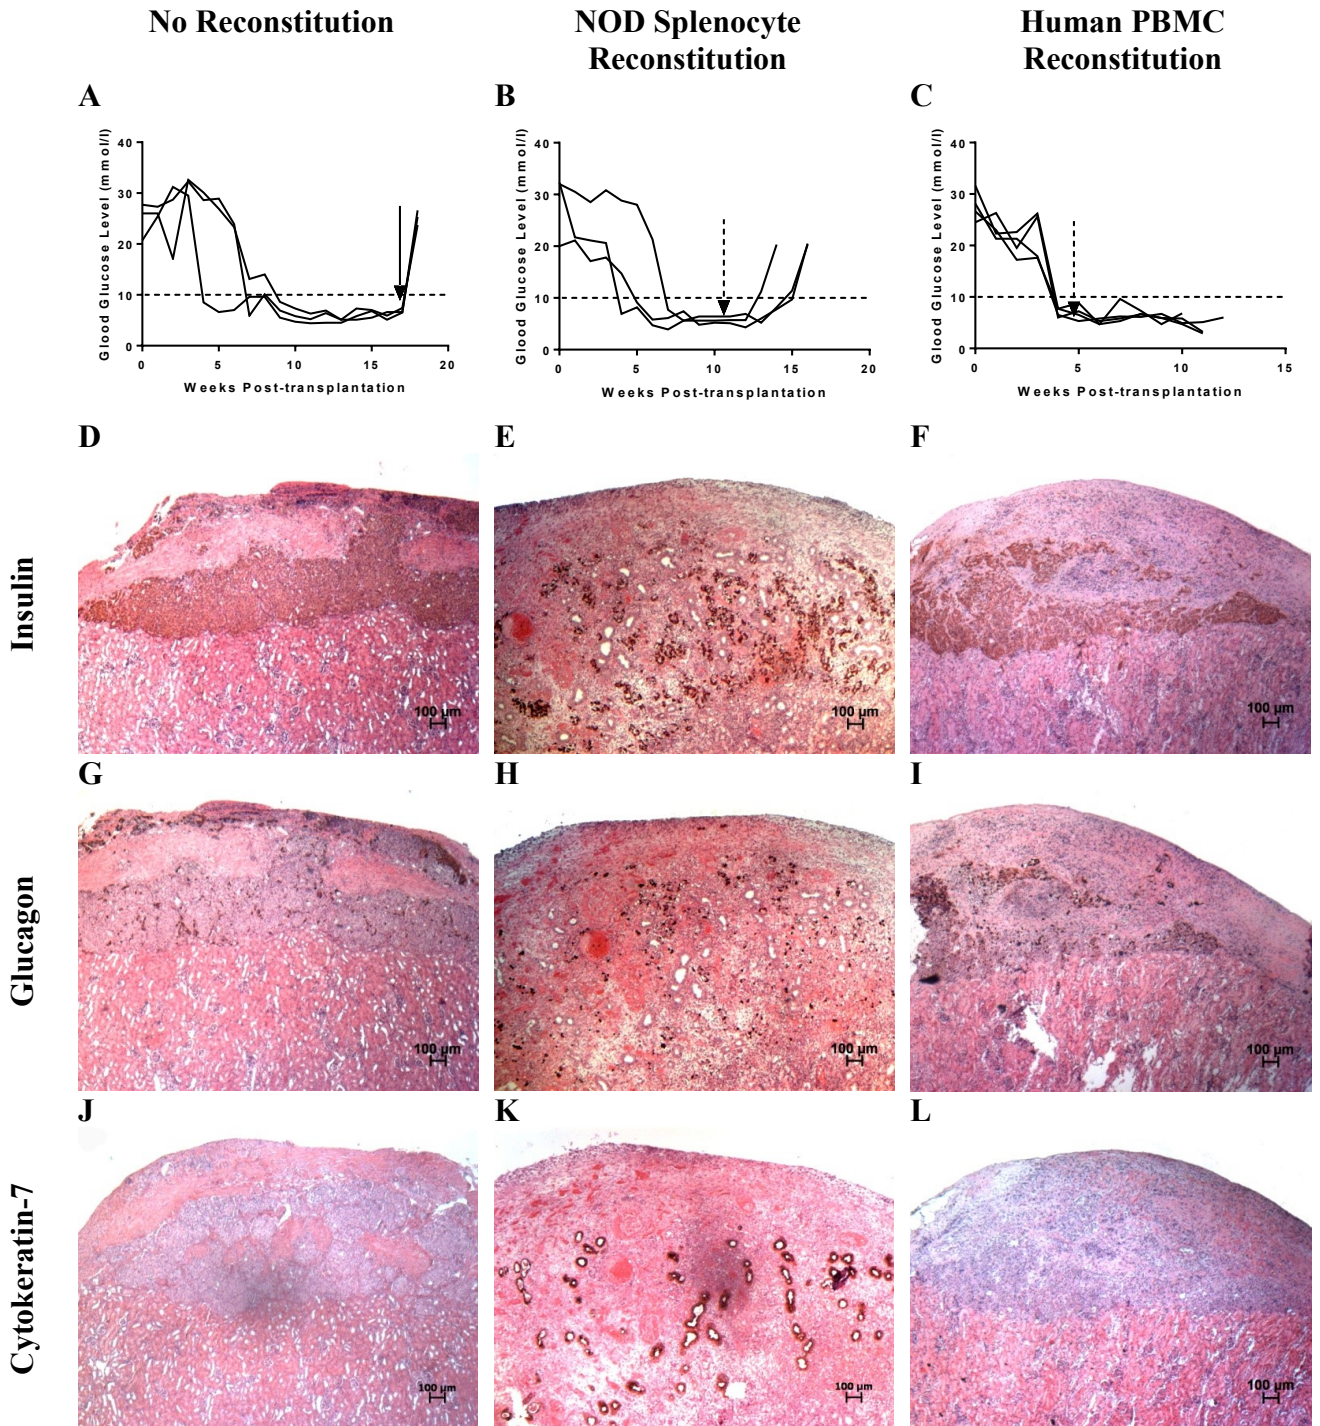 No Reconstitution
NOD Splenocyte
Reconstitution
Human PBMC
Reconstitution
A
B
C
Glood Glucose Level (mmol/l)
40
30
20
10
0
0
5
10
15
20
Weeks Post-transplantation
Glood Glucose Level (mmol/l)
40
30
20
10
0
0
5
10
15
20
Weeks Post-transplantation
Glood Glucose Level (mmol/l)
40
30
20
10
0
0
5
10
15
Weeks Post-transplantation
D
E
F
Insulin
100 µm
100 µm
100 µm
G
H
I
Glucagon
100 µm
100 µm
100 µm
J
K
L
Cytokeratin-7
100 µm
100 µm
100 µm